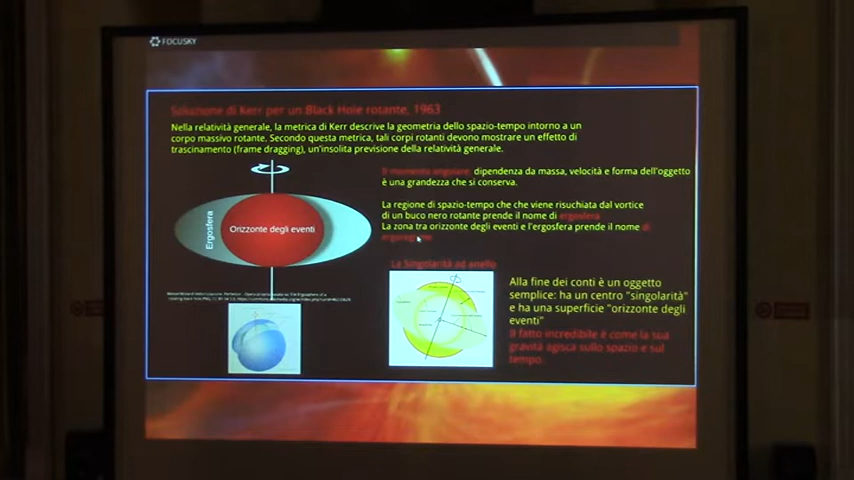 FOCUSKY
Soluzione di Kerr per un Black Hole rotante, 1963
Nella relatività generale, la metrica di Kerr descrive la geometria dello spazio-tempo intorno a un
corpo massivo rotante. Secondo questa metrica, tali corpi rotanti devono mostrare un effetto di
trascinamento (frame dragging), un'insolita previsione della relatività generale.
Il momento angolare: dipendenza da massa, velocità e forma dell'oggetto
è una grandezza che si conserva.
La regione di spazio-tempo che che viene risuchiata dal vortice
di un buco nero rotante prende il nome di ergosfera
La zona tra orizzonte degli eventi e l'ergosfera prende il nome di
Ergosfera
Orizzonte degli eventi
La Singolarità ad anello
Alla fine dei conti è un oggetto
semplice: ha un centro "singolarità"
e ha una superficie "orizzonte degli
eventi"
Il fatto incredibile è come la sua
gravità agisca sullo spazio e sul
tempo.